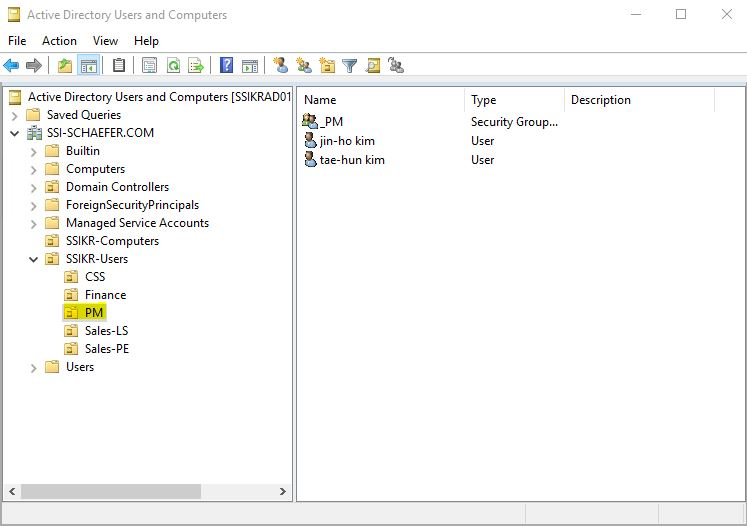 Active Directory Users and Computers
File Action View Help
Active Directory Users and Computers [SSIKRAD01
Saved Queries
SSI-SCHAEFER.COM
Builtin
Computers
Domain Controllers
ForeignSecurityPrincipals
Managed Service Accounts
SSIKR-Computers
SSIKR-Users
CSS
Finance
PM
Sales-LS
Sales-PE
Users
Name Type Description
_PM Security Group...
jin-ho kim User
tae-hun kim User